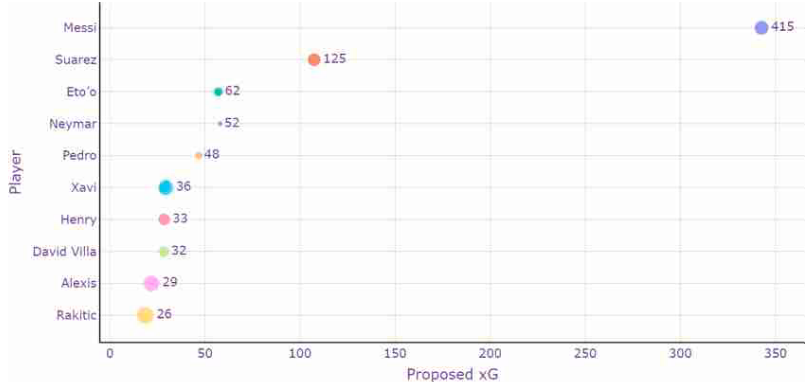 Messi 415
Suarez 125
Eto'o 62
Neymar 52
Pedro 48
Xavi 36
Henry 33
David Villa 32
Alexis 29
Rakitic 26
Player
0 50 100 150 200 250 300 350
Proposed xG